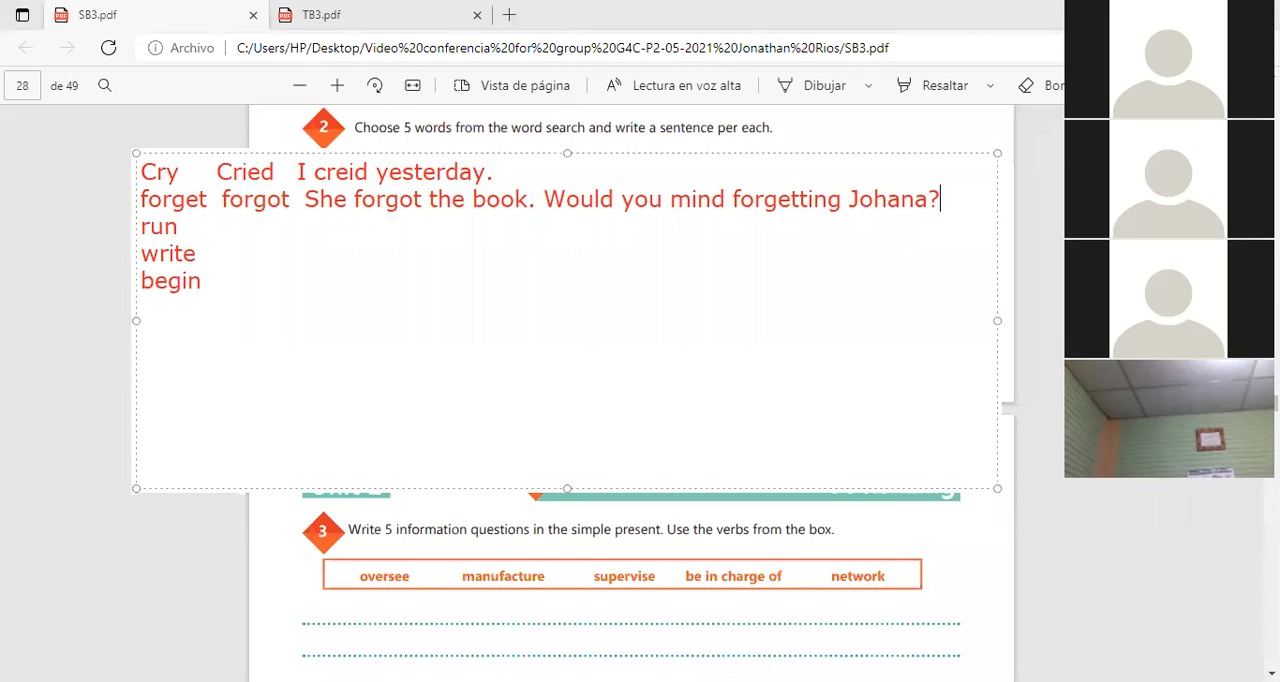 SB3.pdf
TB3.pdf
Archivo
C:/Users/HP/Desktop/Video%20conferencia%20for%20group%20G4C-P2-05-2021%20Jonathan%20Rios/SB3.pdf
28 de 49
Vista de página
Lectura en voz alta
Dibujar
Resaltar
Bor
2 Choose 5 words from the word search and write a sentence per each.
Cry Cried I creid yesterday.
forget forgot She forgot the book. Would you mind forgetting Johana?
run
write
begin
3 Write 5 information questions in the simple present. Use the verbs from the box.
oversee manufacture supervise be in charge of network